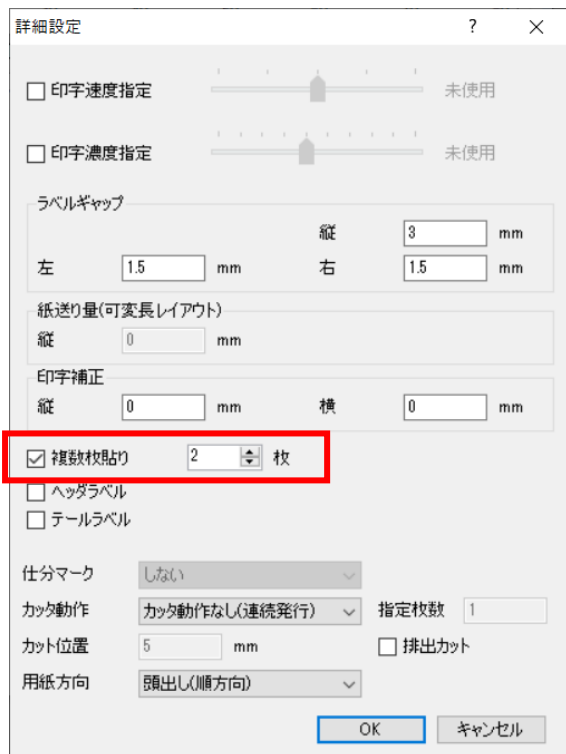 詳細設定 ?
印字速度指定 未使用
印字濃度指定 未使用
ラベルギャップ
縦 3 mm
左 1.5 mm 右 1.5 mm
紙送り量(可変長レイアウト)
縦 0 mm
印字補正
縦 0 mm 横 0 mm
複数枚貼り 2 枚
ヘッダラベル
テールラベル
仕分マーク しない
カッタ動作 カッタ動作なし(連続発行) 指定枚数 1
カット位置 5 mm 排出カット
用紙方向 頭出し(順方向)
OK キャンセル